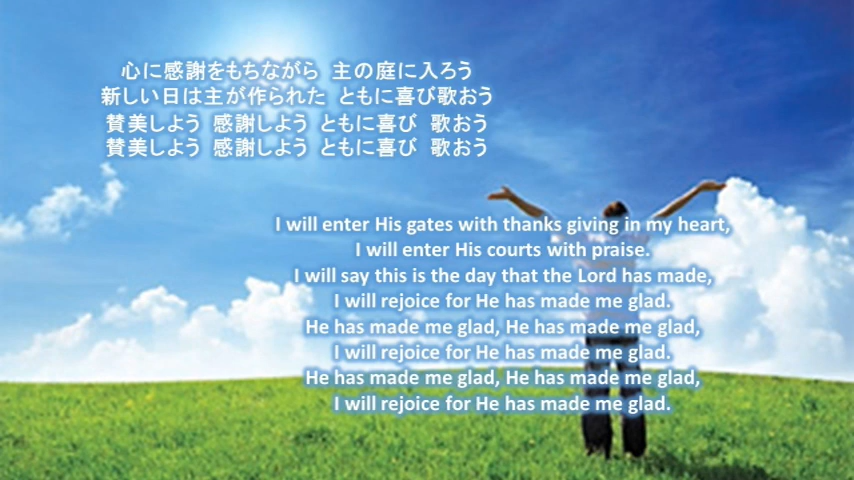 心に感謝をもちながら 主の庭に入ろう
新しい日は主が作られた ともに喜び歌おう
賛美しよう 感謝しよう ともに喜び 歌おう
賛美しよう 感謝しよう ともに喜び 歌おう
I will enter His gates with thanks giving in my heart,
I will enter His courts with praise.
I will say this is the day that the Lord has made,
I will rejoice for He has made me glad.
He has made me glad, He has made me glad,
I will rejoice for He has made me glad.
He has made me glad, He has made me glad,
I will rejoice for He has made me glad.